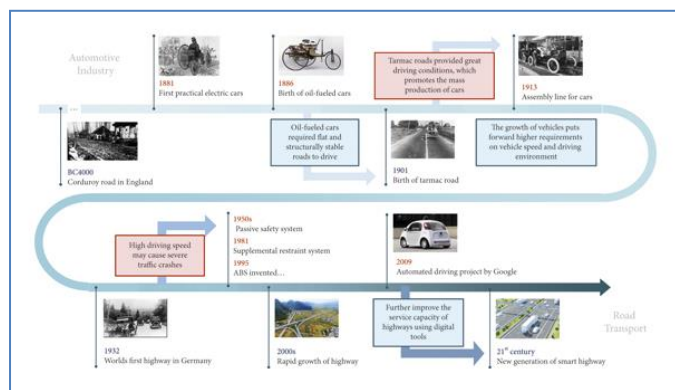 Automotive
Industry
1881
First practical electric cars
1886
Birth of oil-fueled cars
Tarmac roads provided great
driving conditions, which
promotes the mass
production of cars
1913
Assembly line for cars
BC4000
Corduroy road in England
Oil-fueled cars
required flat and
structurally stable
roads to drive
1901
Birth of tarmac road
The growth of vehicles puts
forward higher requirements
on vehicle speed and driving
environment
High driving speed
may cause severe
traffic crashes
1950s
Passive safety system
1981
Supplemental restraint system
1995
ABS invented…
2009
Automated driving project by Google
1932
Worlds first highway in Germany
2000s
Rapid growth of highway
Further improve the
service capacity of
highways using digital
tools
21st century
New generation of smart highway
Road
Transport